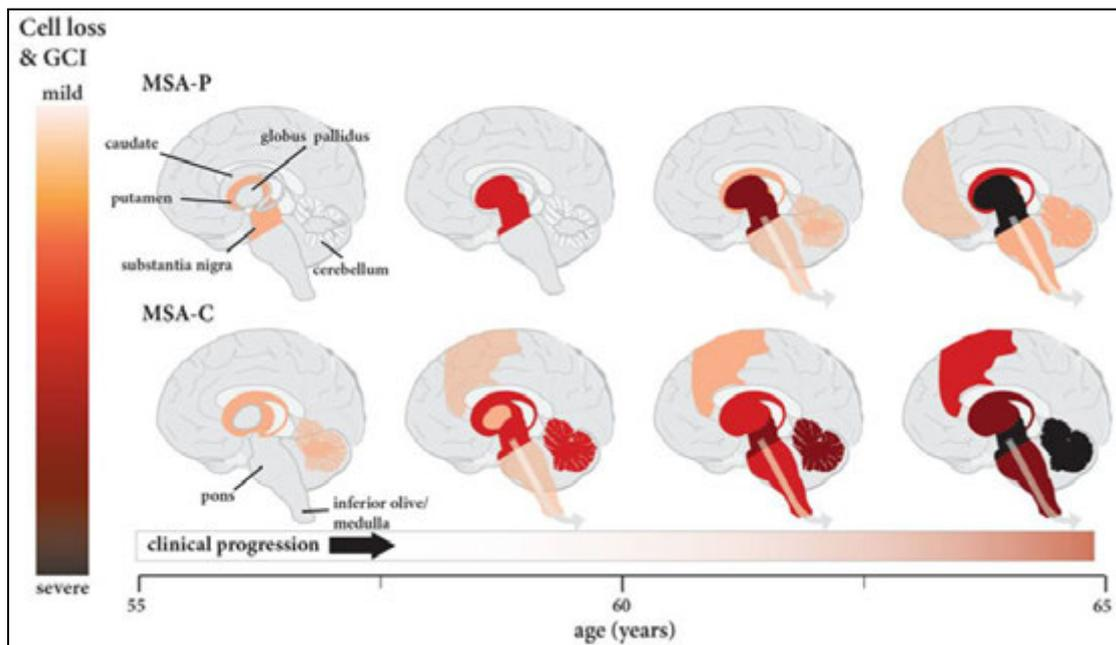 Cell loss
& GCI
mild
severe
MSA-P
caudate
globus pallidus
putamen
substantia nigra
cerebellum
MSA-C
pons
inferior olive/
medulla
clinical progression
55
60
65
age (years)